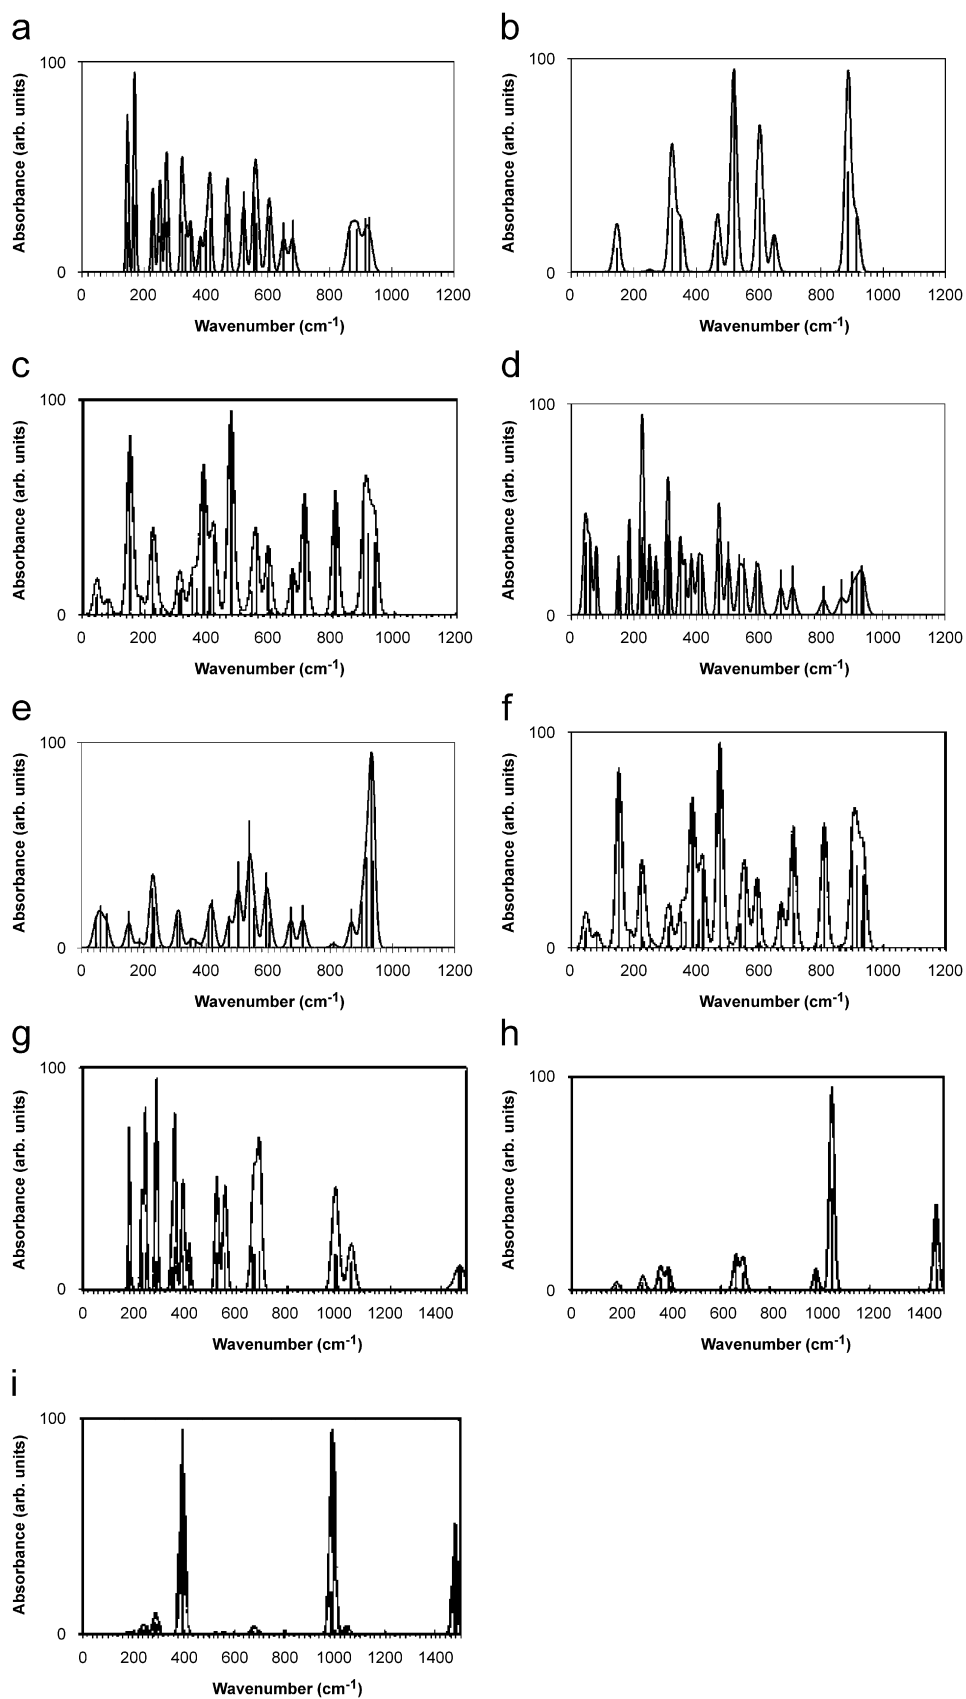 a
b
100
100
Absorbance (arb. units)
Absorbance (arb. units)
0
0
0 200 400 600 800 1000 1200
0 200 400 600 800 1000 1200
Wavenumber (cm-1)
Wavenumber (cm-1)
c
d
100
100
Absorbance (arb. units)
Absorbance (arb. units)
0
0
0 200 400 600 800 1000 1200
0 200 400 600 800 1000 1200
Wavenumber (cm-1)
Wavenumber (cm-1)
e
f
100
100
Absorbance (arb. units)
Absorbance (arb. units)
0
0
0 200 400 600 800 1000 1200
0 200 400 600 800 1000 1200
Wavenumber (cm-1)
Wavenumber (cm-1)
g
h
100
100
Absorbance (arb. units)
Absorbance (arb. units)
0
0
0 200 400 600 800 1000 1200 1400
0 200 400 600 800 1000 1200 1400
Wavenumber (cm-1)
Wavenumber (cm-1)
i
100
Absorbance (arb. units)
0
0 200 400 600 800 1000 1200 1400
Wavenumber (cm-1)